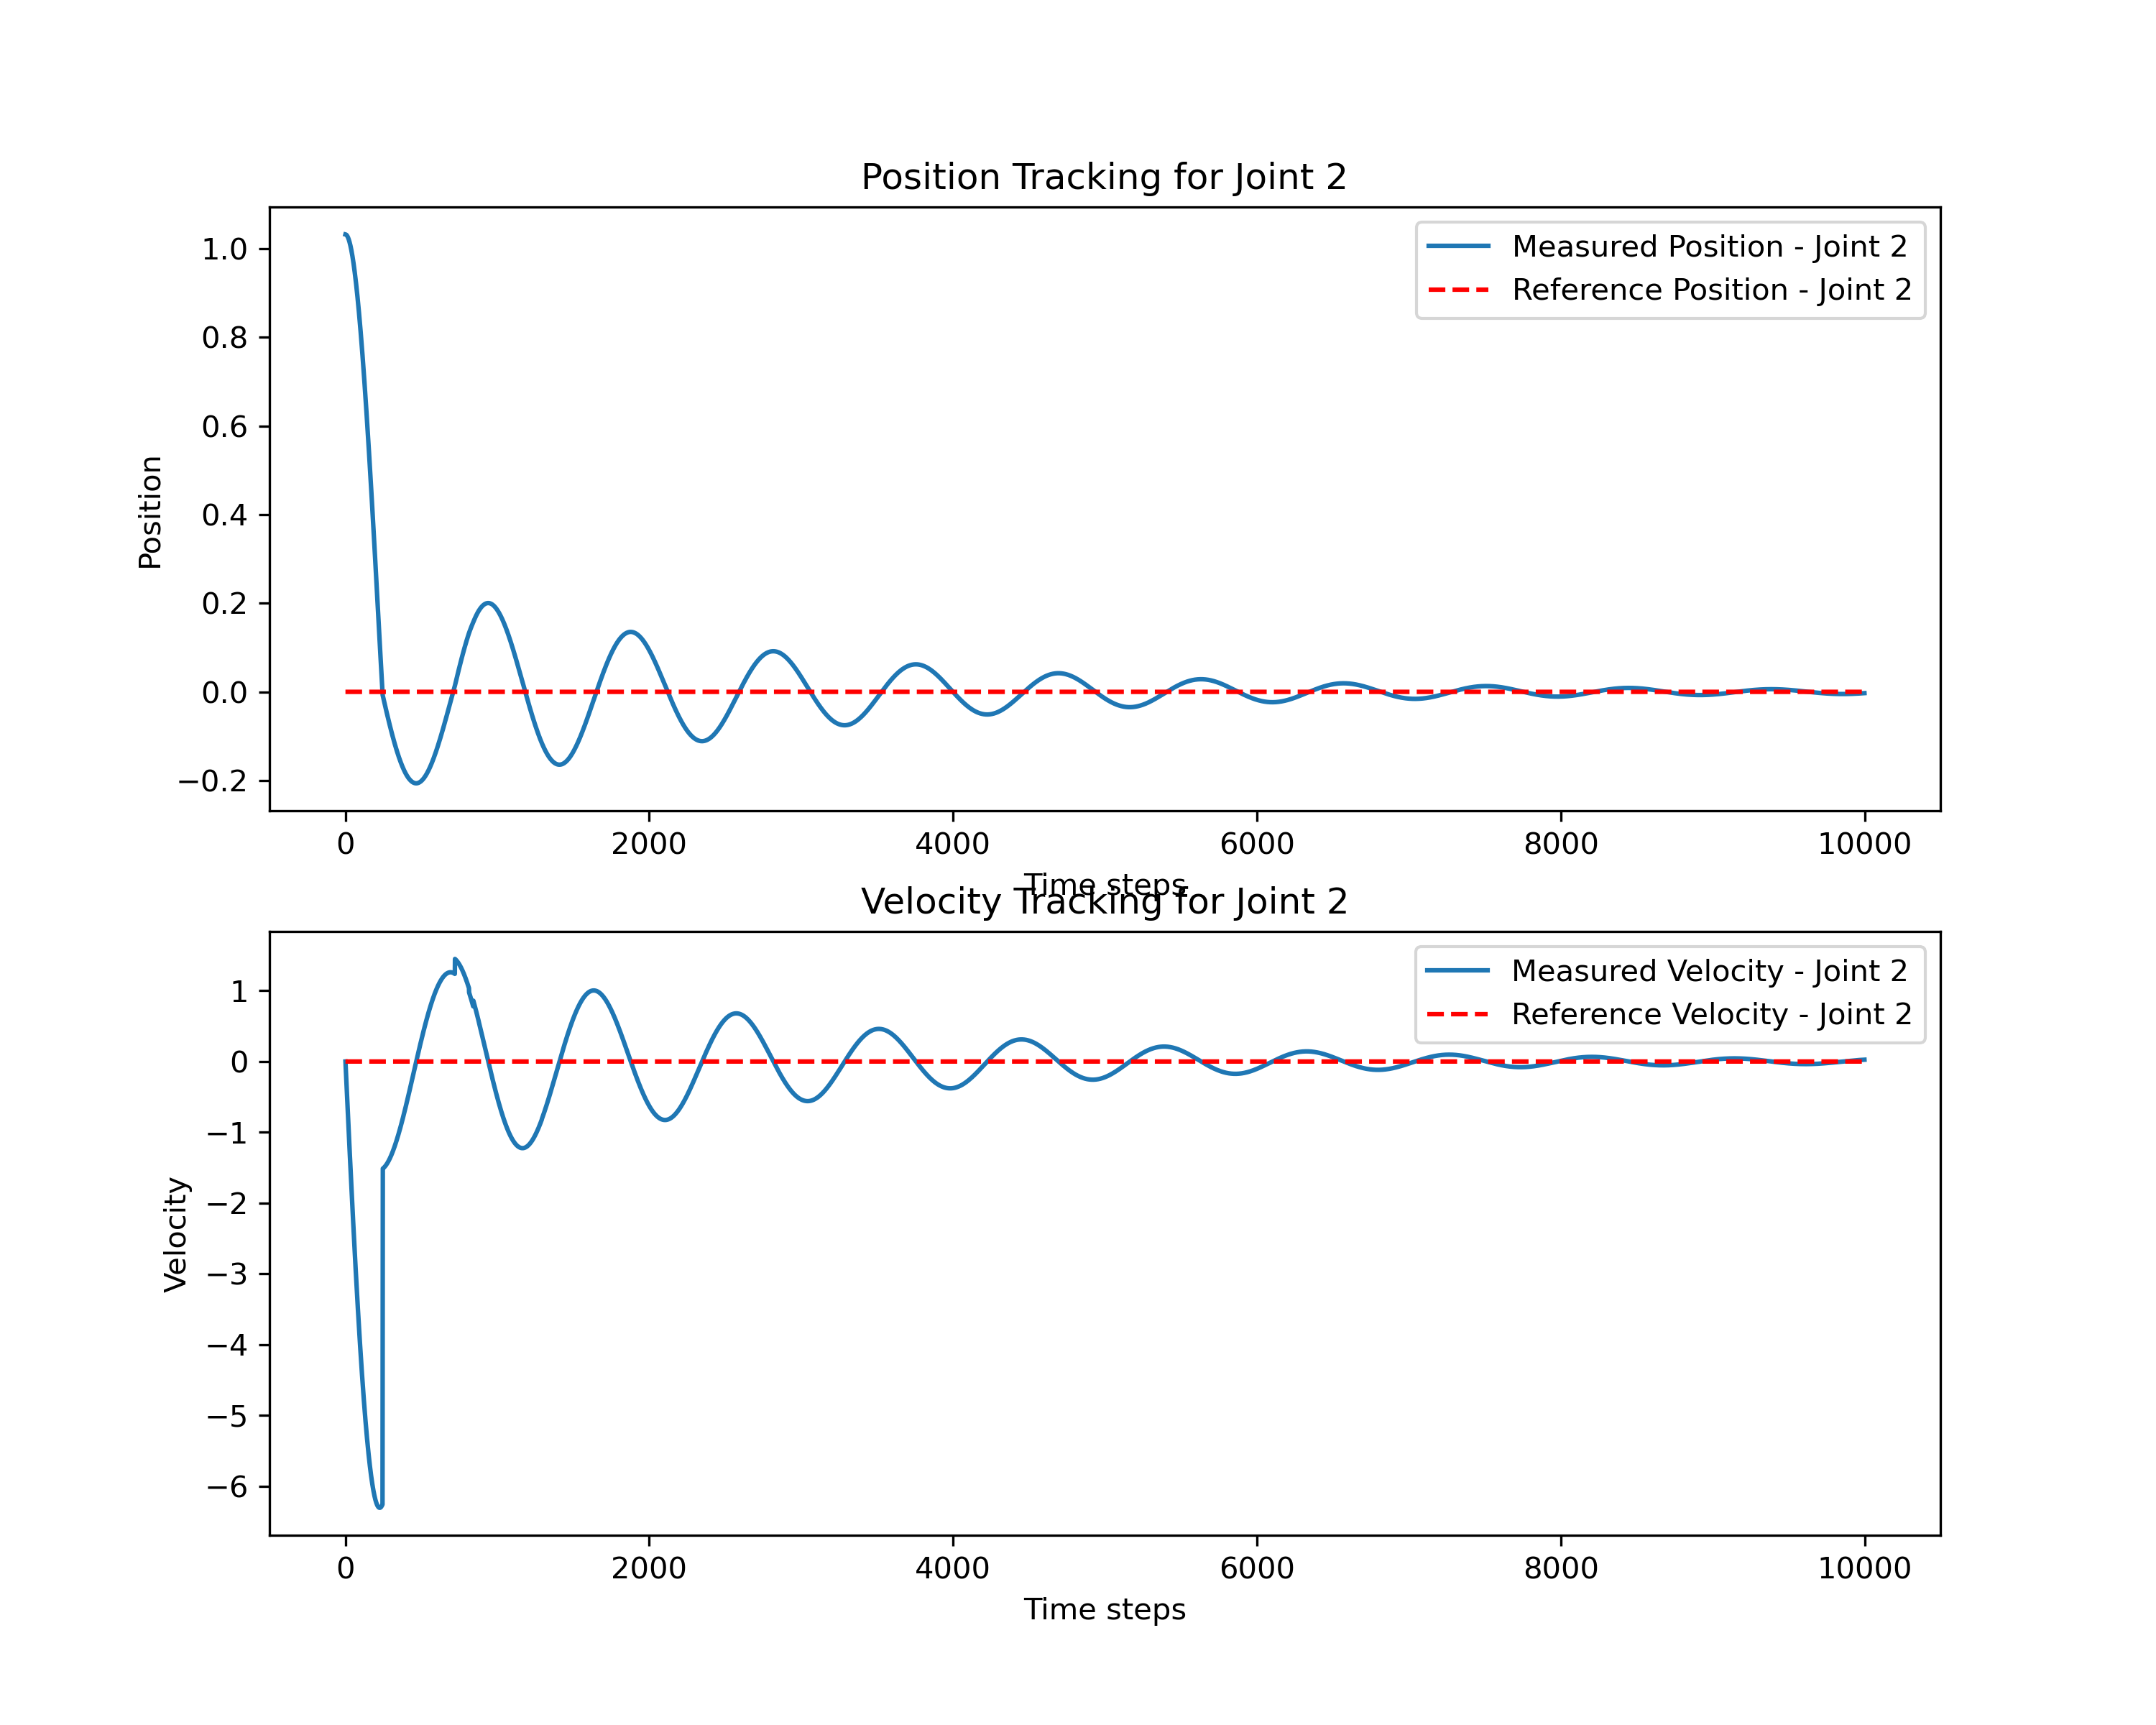 Position Tracking for Joint 2
Measured Position - Joint 2
Reference Position - Joint 2
1.0
0.8
0.6
0.4
0.2
0.0
−0.2
Position
0 2000 4000 6000 8000 10000
Time steps
Velocity Tracking for Joint 2
Measured Velocity - Joint 2
Reference Velocity - Joint 2
1
0
−1
−2
−3
−4
−5
−6
Velocity
0 2000 4000 6000 8000 10000
Time steps